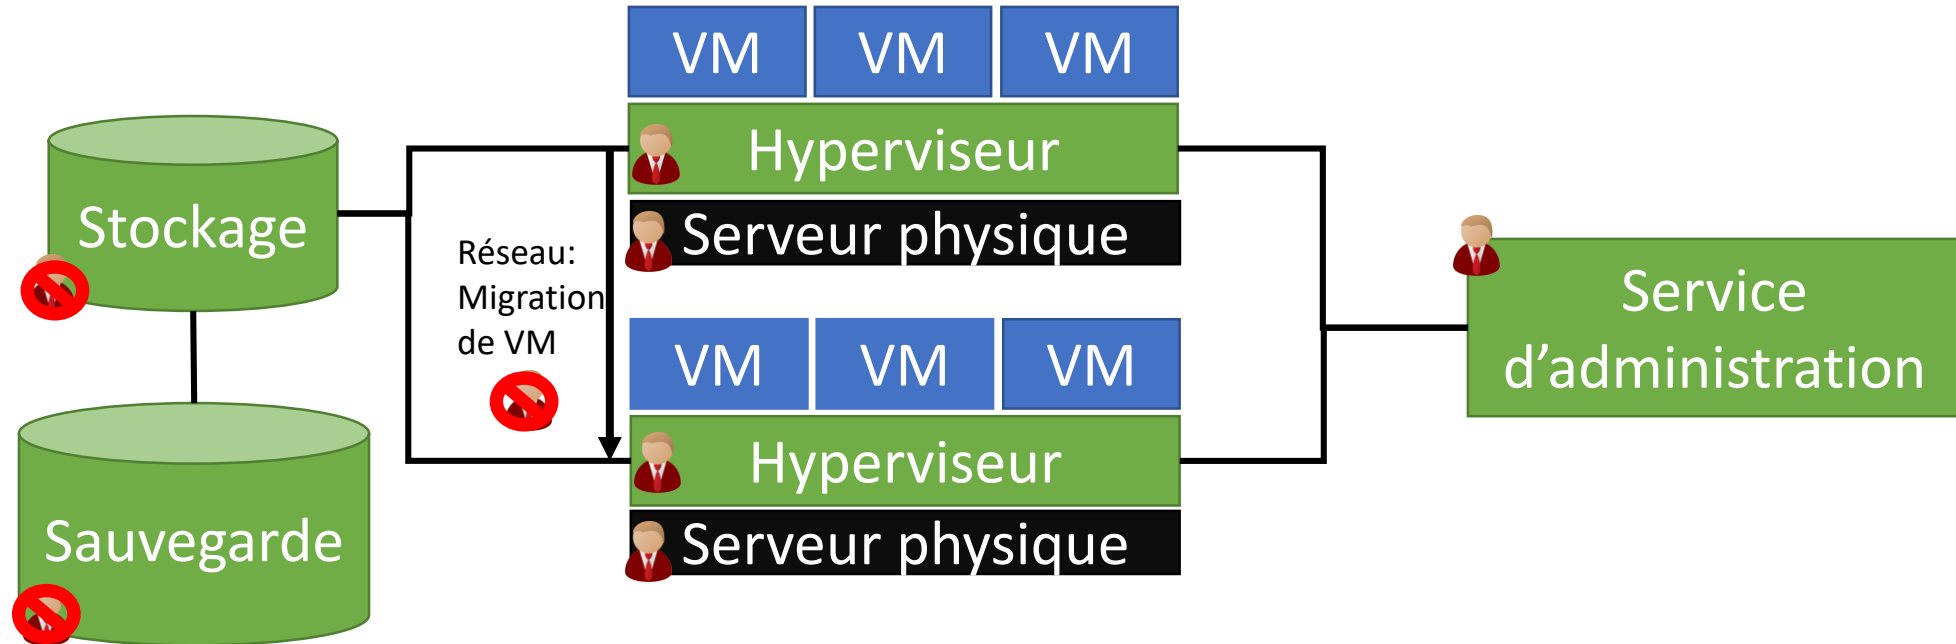 VM
VM
VM
Hyperviseur
Serveur physique
Stockage
Réseau:
Migration
de VM
VM
VM
VM
Hyperviseur
Serveur physique
Sauvegarde
Service
d’administration